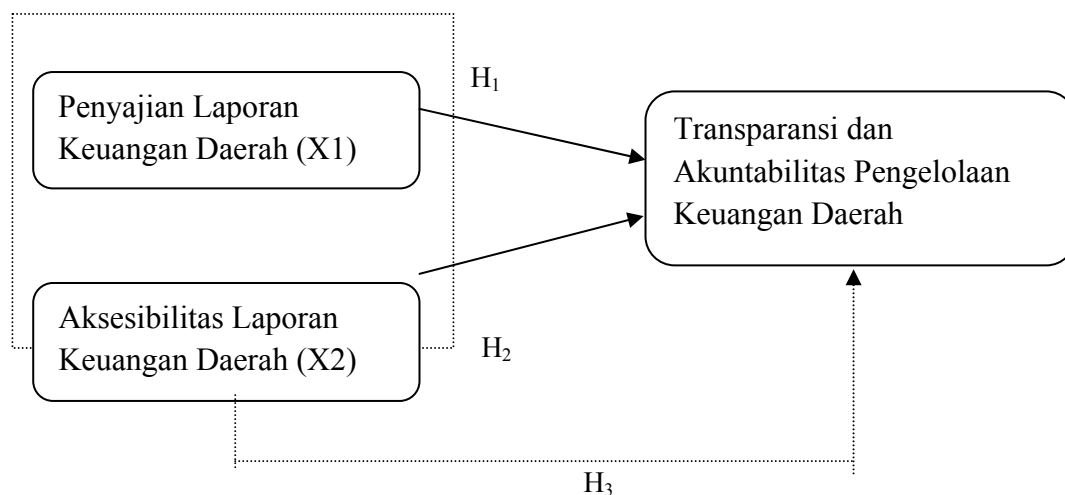 H₁
Penyajian Laporan
Keuangan Daerah (X1)
Transparansi dan
Akuntabilitas Pengelolaan
Keuangan Daerah
Aksesibilitas Laporan
Keuangan Daerah (X2)
H₂
H₃